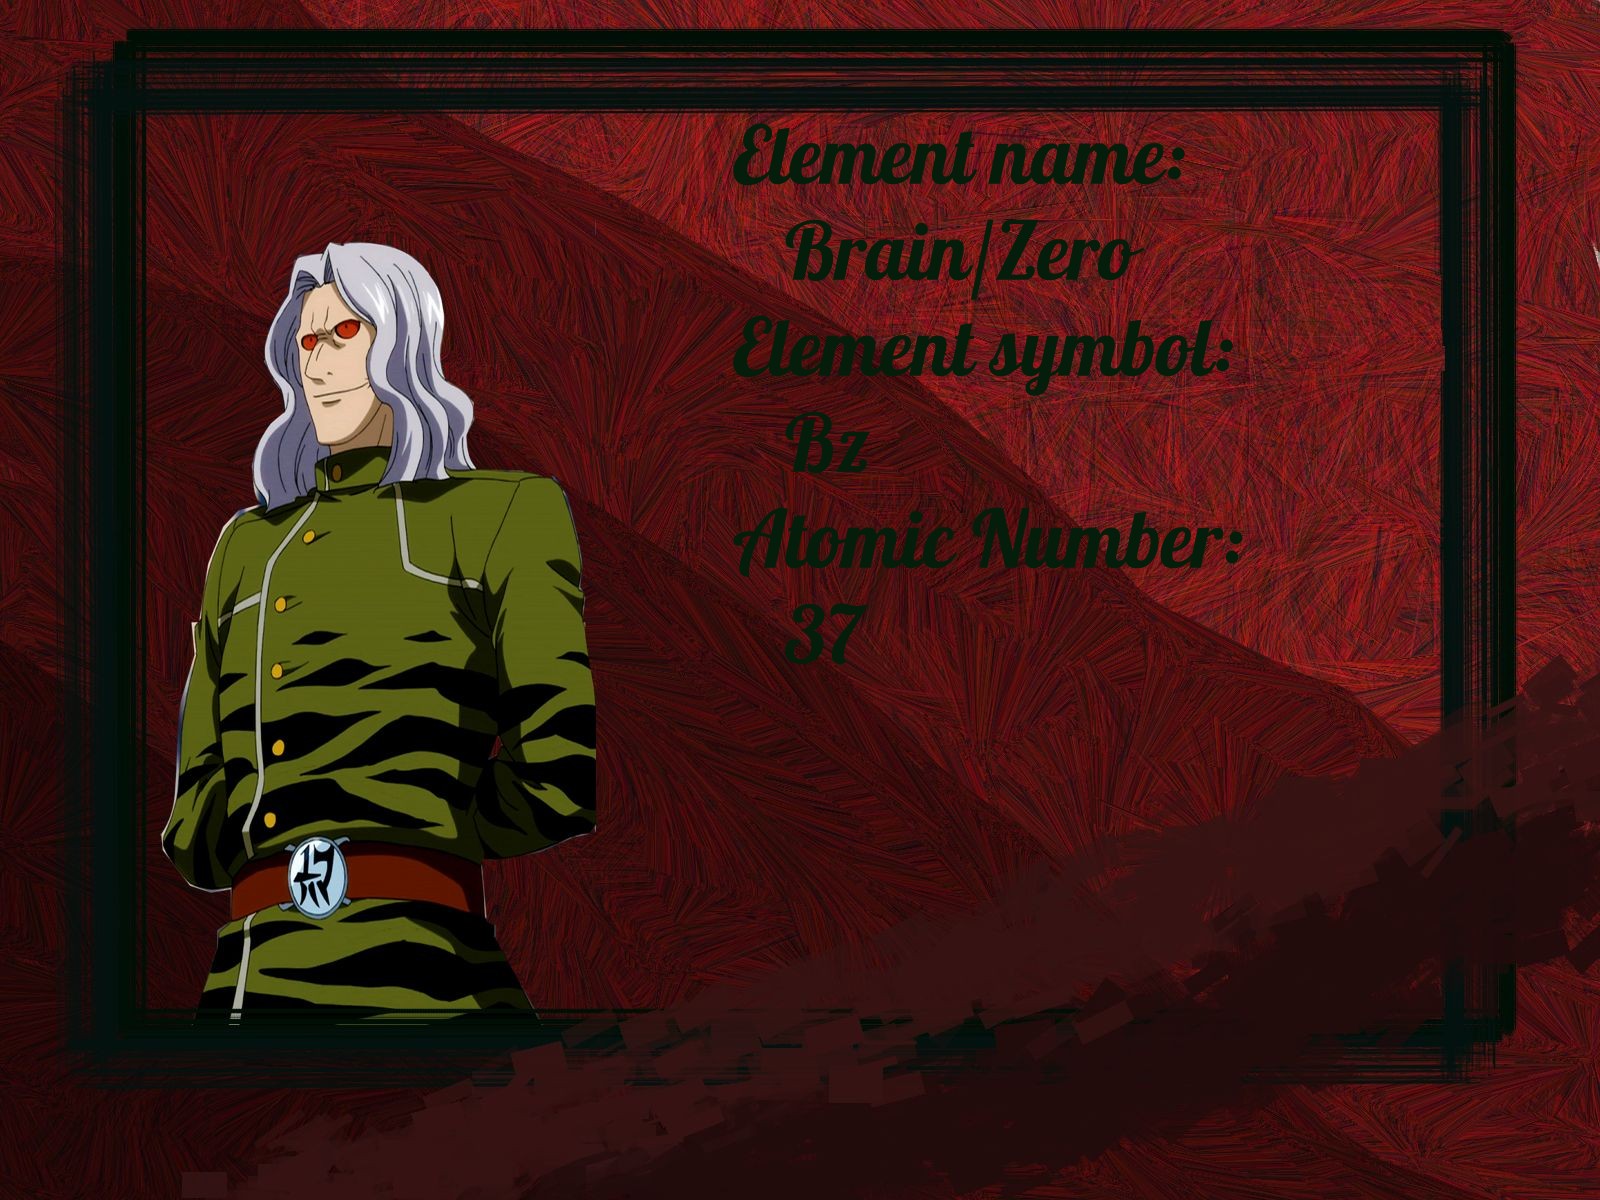 Element name:
Brain/Zero
Element symbol:
Bz
Atomic Number:
37